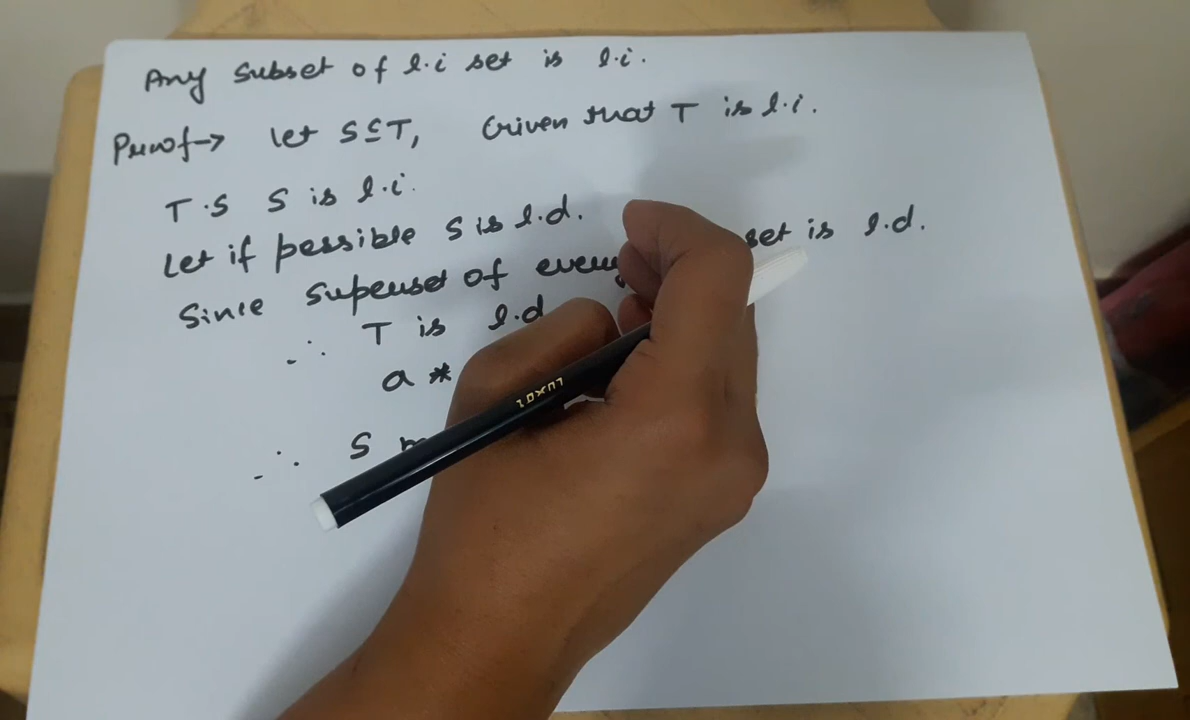 Any subset of l.i set is l.i.
Proof→ let S⊆T, Given that T is l.i.
T.S S is l.i.
Let if possible S is l.d.
Since superset of every set is l.d.
∴ T is l.d
a *
∴ S
LUXOR